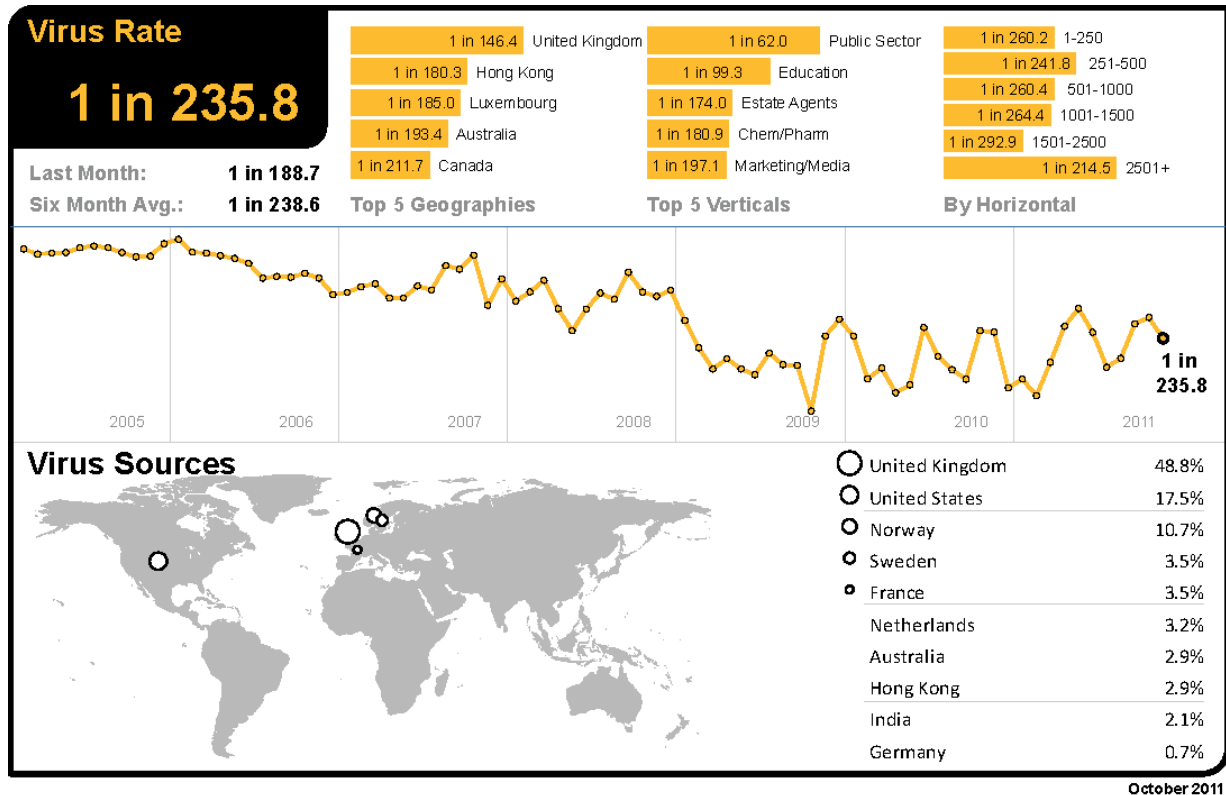 Virus Rate
1 in 235.8
Last Month: 1 in 188.7
Six Month Avg.: 1 in 238.6
1 in 146.4 United Kingdom
1 in 180.3 Hong Kong
1 in 185.0 Luxembourg
1 in 193.4 Australia
1 in 211.7 Canada
Top 5 Geographies
1 in 62.0 Public Sector
1 in 99.3 Education
1 in 174.0 Estate Agents
1 in 180.9 Chem/Pharm
1 in 197.1 Marketing/Media
Top 5 Verticals
1 in 260.2 1-250
1 in 241.8 251-500
1 in 260.4 501-1000
1 in 264.4 1001-1500
1 in 292.9 1501-2500
1 in 214.5 2501+
By Horizontal
1 in
235.8
2005 2006 2007 2008 2009 2010 2011
Virus Sources
United Kingdom 48.8%
United States 17.5%
Norway 10.7%
Sweden 3.5%
France 3.5%
Netherlands 3.2%
Australia 2.9%
Hong Kong 2.9%
India 2.1%
Germany 0.7%
October 2011